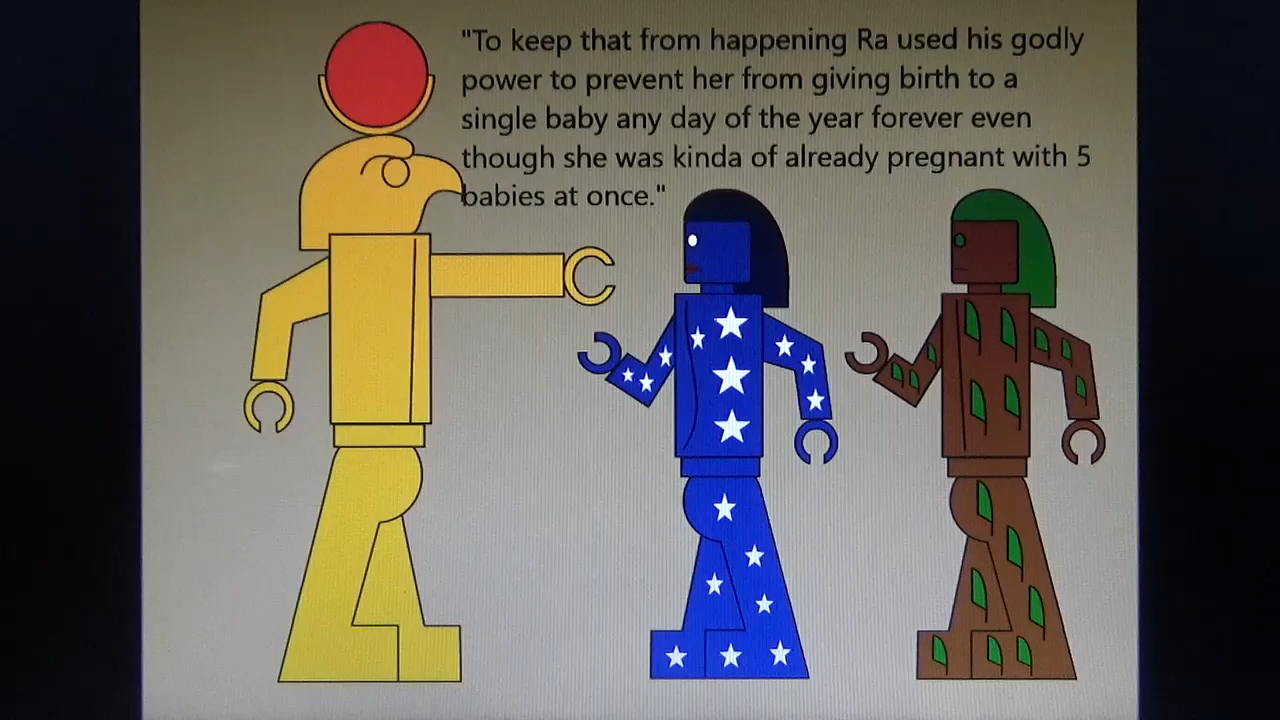 "To keep that from happening Ra used his godly
power to prevent her from giving birth to a
single baby any day of the year forever even
though she was kinda of already pregnant with 5
babies at once."